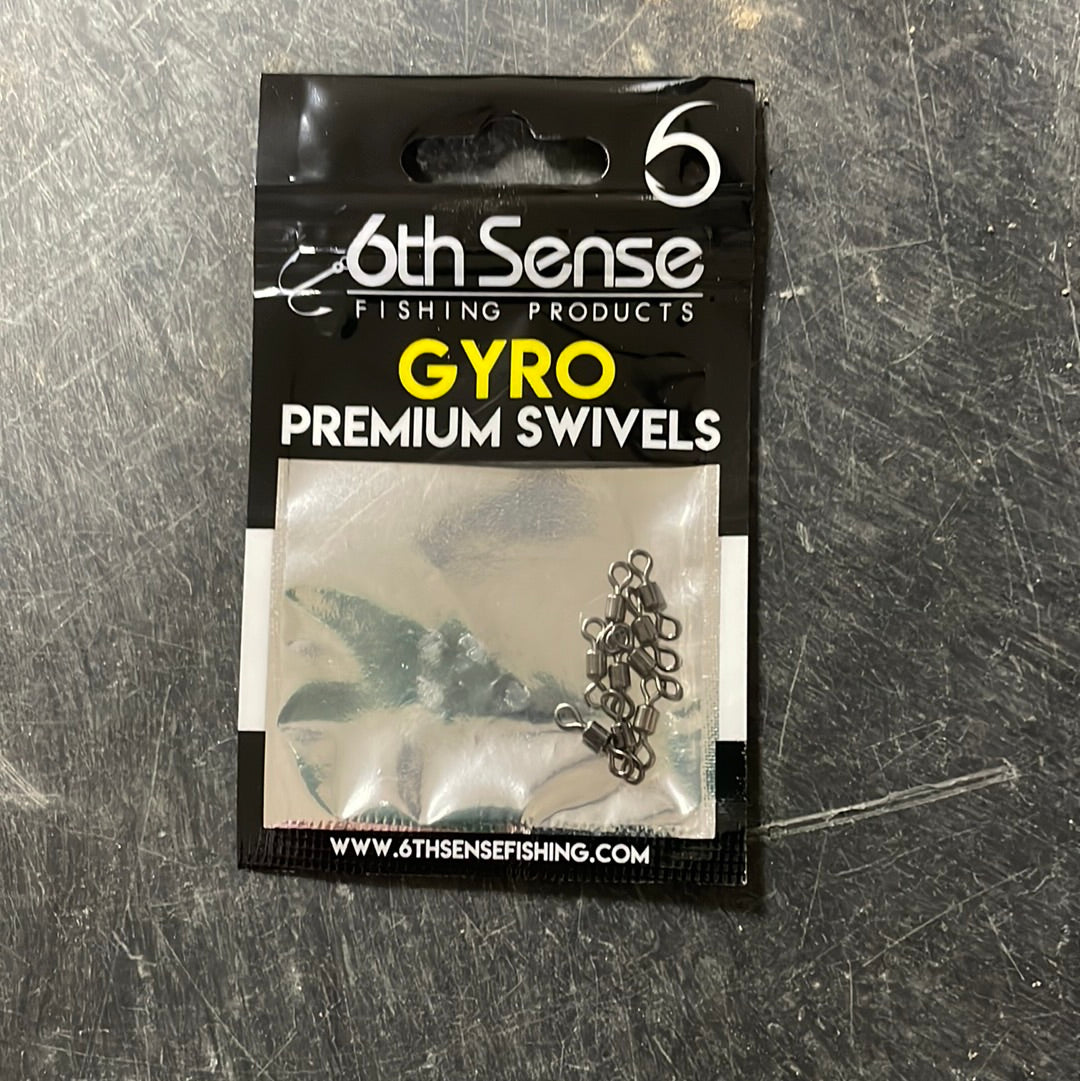 6
6th Sense
FISHING PRODUCTS
GYRO
PREMIUM SWIVELS
WWW.6THSENSEFISHING.COM